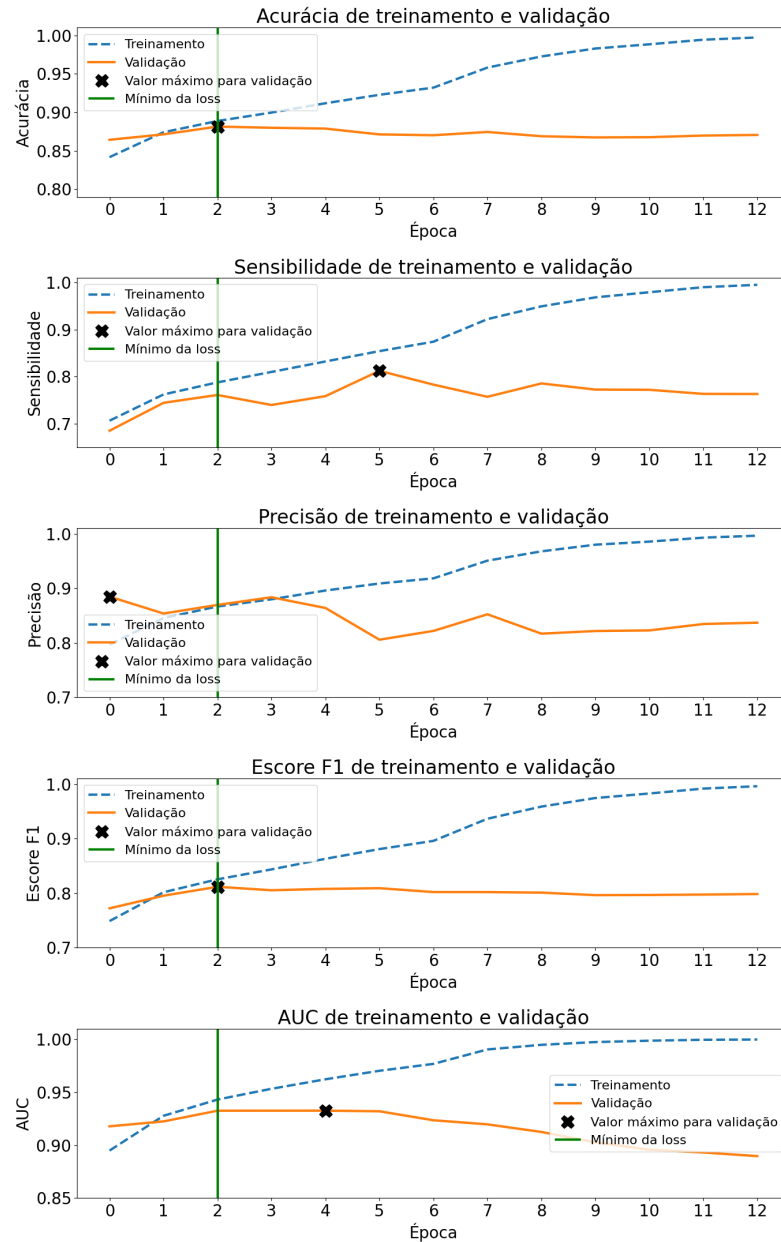 Acurácia de treinamento e validação
1.00
0.95
0.90
0.85
0.80
Acurácia
Treinamento
Validação
Valor máximo para validação
Mínimo da loss
0 1 2 3 4 5 6 7 8 9 10 11 12
Época
Sensibilidade de treinamento e validação
1.0
0.9
0.8
0.7
Sensibilidade
Treinamento
Validação
Valor máximo para validação
Mínimo da loss
0 1 2 3 4 5 6 7 8 9 10 11 12
Época
Precisão de treinamento e validação
1.0
0.9
0.8
0.7
Precisão
Treinamento
Validação
Valor máximo para validação
Mínimo da loss
0 1 2 3 4 5 6 7 8 9 10 11 12
Época
Escore F1 de treinamento e validação
1.0
0.9
0.8
0.7
Escore F1
Treinamento
Validação
Valor máximo para validação
Mínimo da loss
0 1 2 3 4 5 6 7 8 9 10 11 12
Época
AUC de treinamento e validação
1.00
0.95
0.90
0.85
AUC
Treinamento
Validação
Valor máximo para validação
Mínimo da loss
0 1 2 3 4 5 6 7 8 9 10 11 12
Época